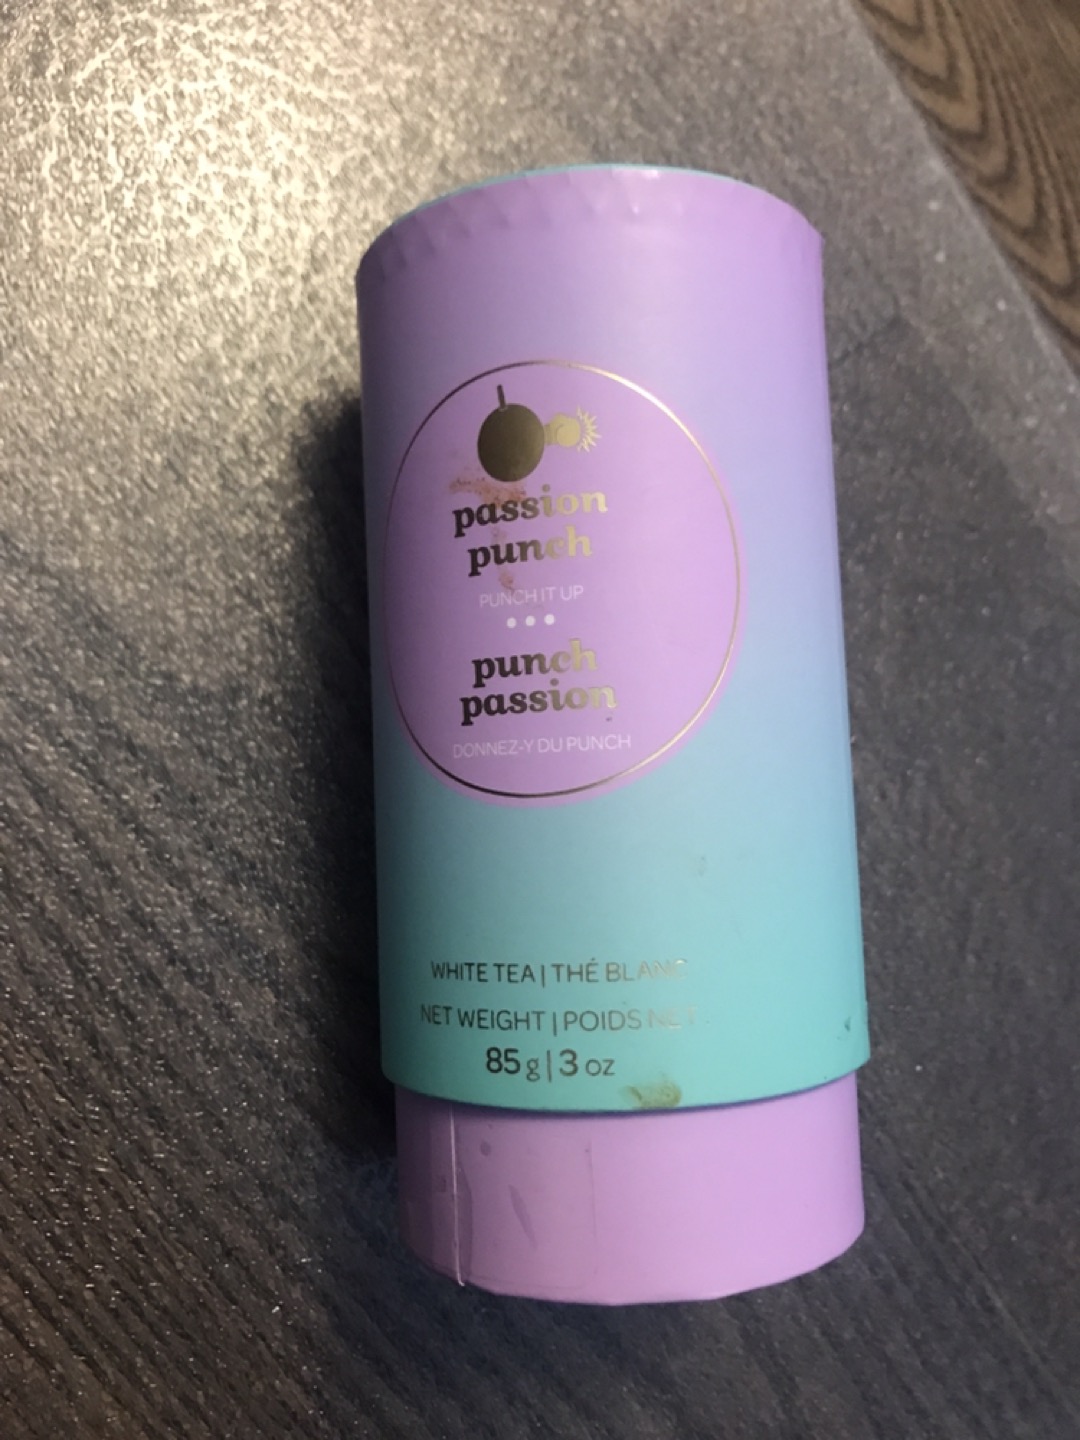 passion
punch
PUNCH IT UP
punch
passion
DONNEZ-Y DU PUNCH
WHITE TEA | THÉ BLANC
NET WEIGHT | POIDS NET
85 g | 3 oz